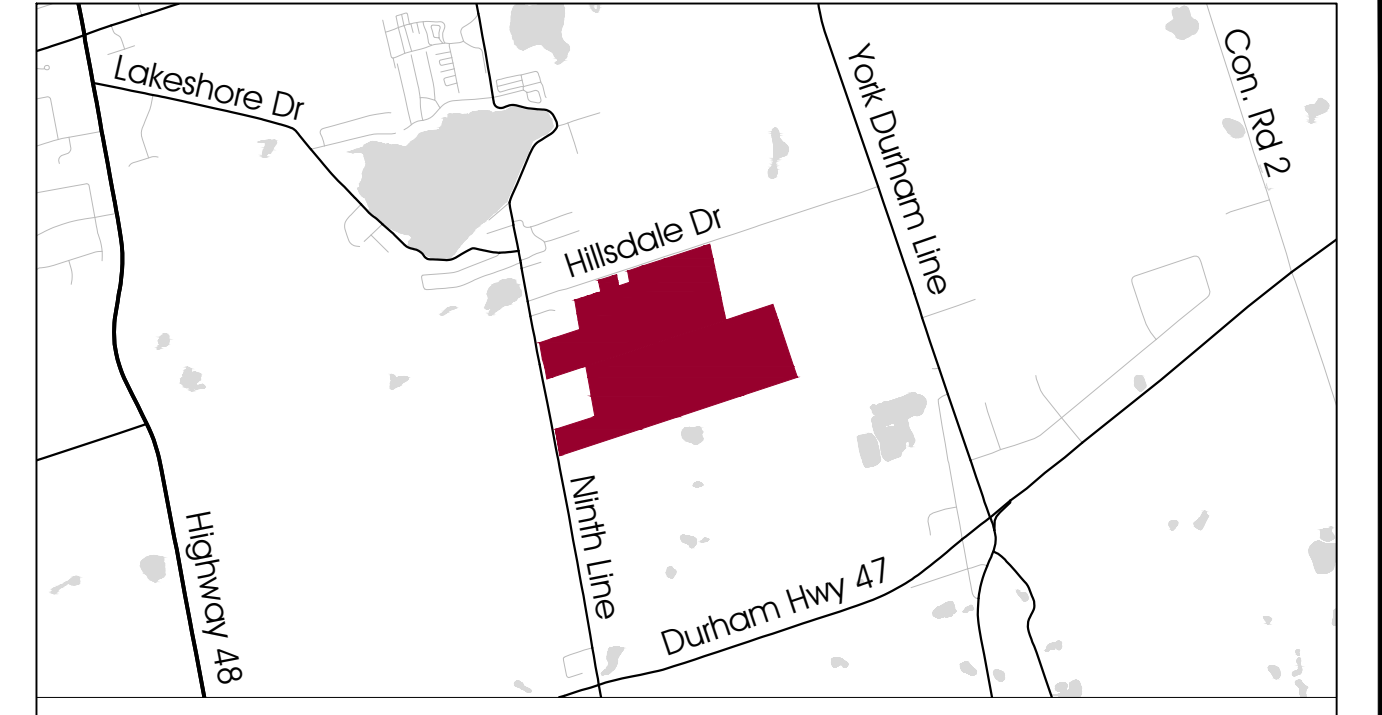 Lakeshore Dr
York Durham Line
Con. Rd 2
Hillsdale Dr
Ninth Line
Highway 48
Durham Hwy 47